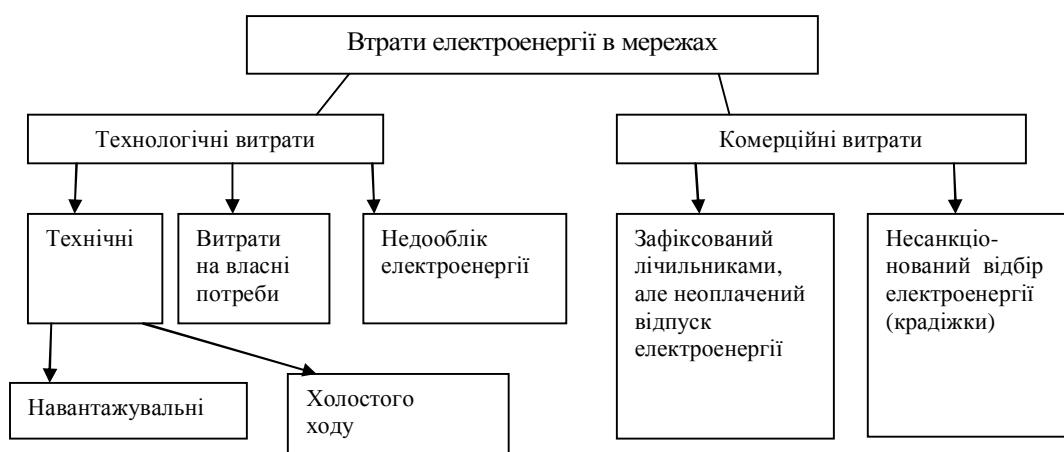 Втрати електроенергії в мережах
Технологічні витрати
Комерційні витрати
Технічні
Витрати
на власні
потреби
Недооблік
електроенергії
Зафіксований
лічильниками,
але неоплачений
відпуск
електроенергії
Несанкціо-
нований відбір
електроенергії
(крадіжки)
Навантажувальні
Холостого
ходу